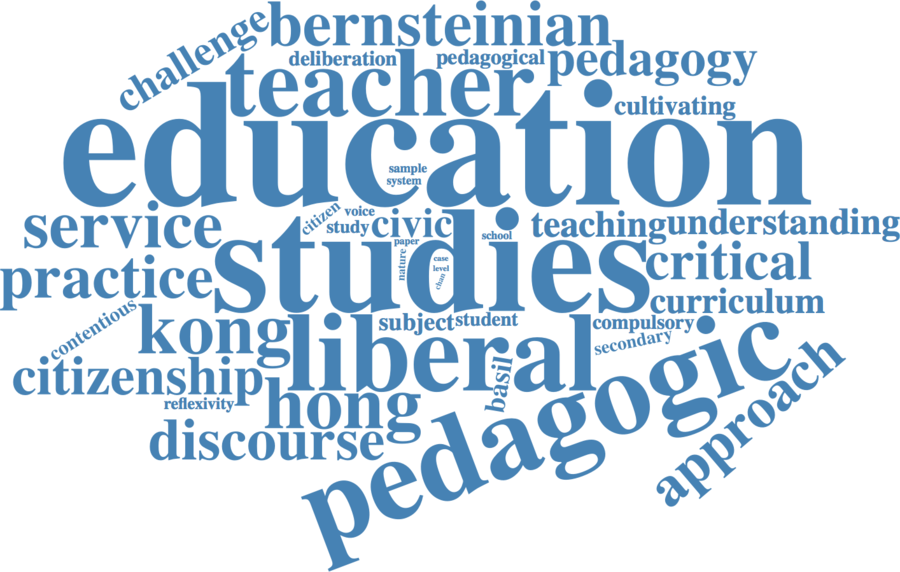 bernsteinian
challenge
deliberation
pedagogical
pedagogy
teacher
cultivating
education
sample
system
citizen
voice
service
study
civic
school
teaching
understanding
paper
studies
nature
case
level
chan
practice
critical
contentious
kong
curriculum
subject
student
liberal
compulsory
secondary
citizenship
basil
pedagogic
reflexivity
hong
approach
discourse